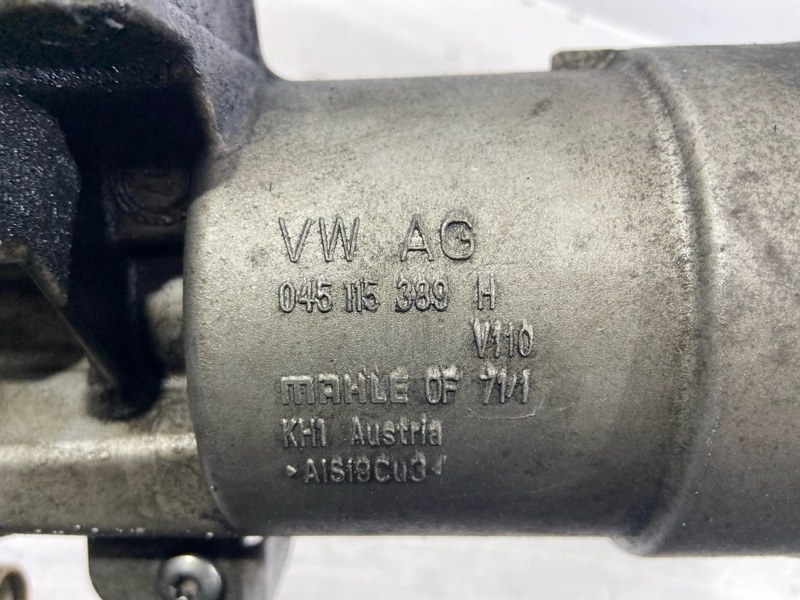 VW AG
045 115 389 H
V110
MAHLE OF 71/1
KH1 Austria
>AlSi9Cu3<